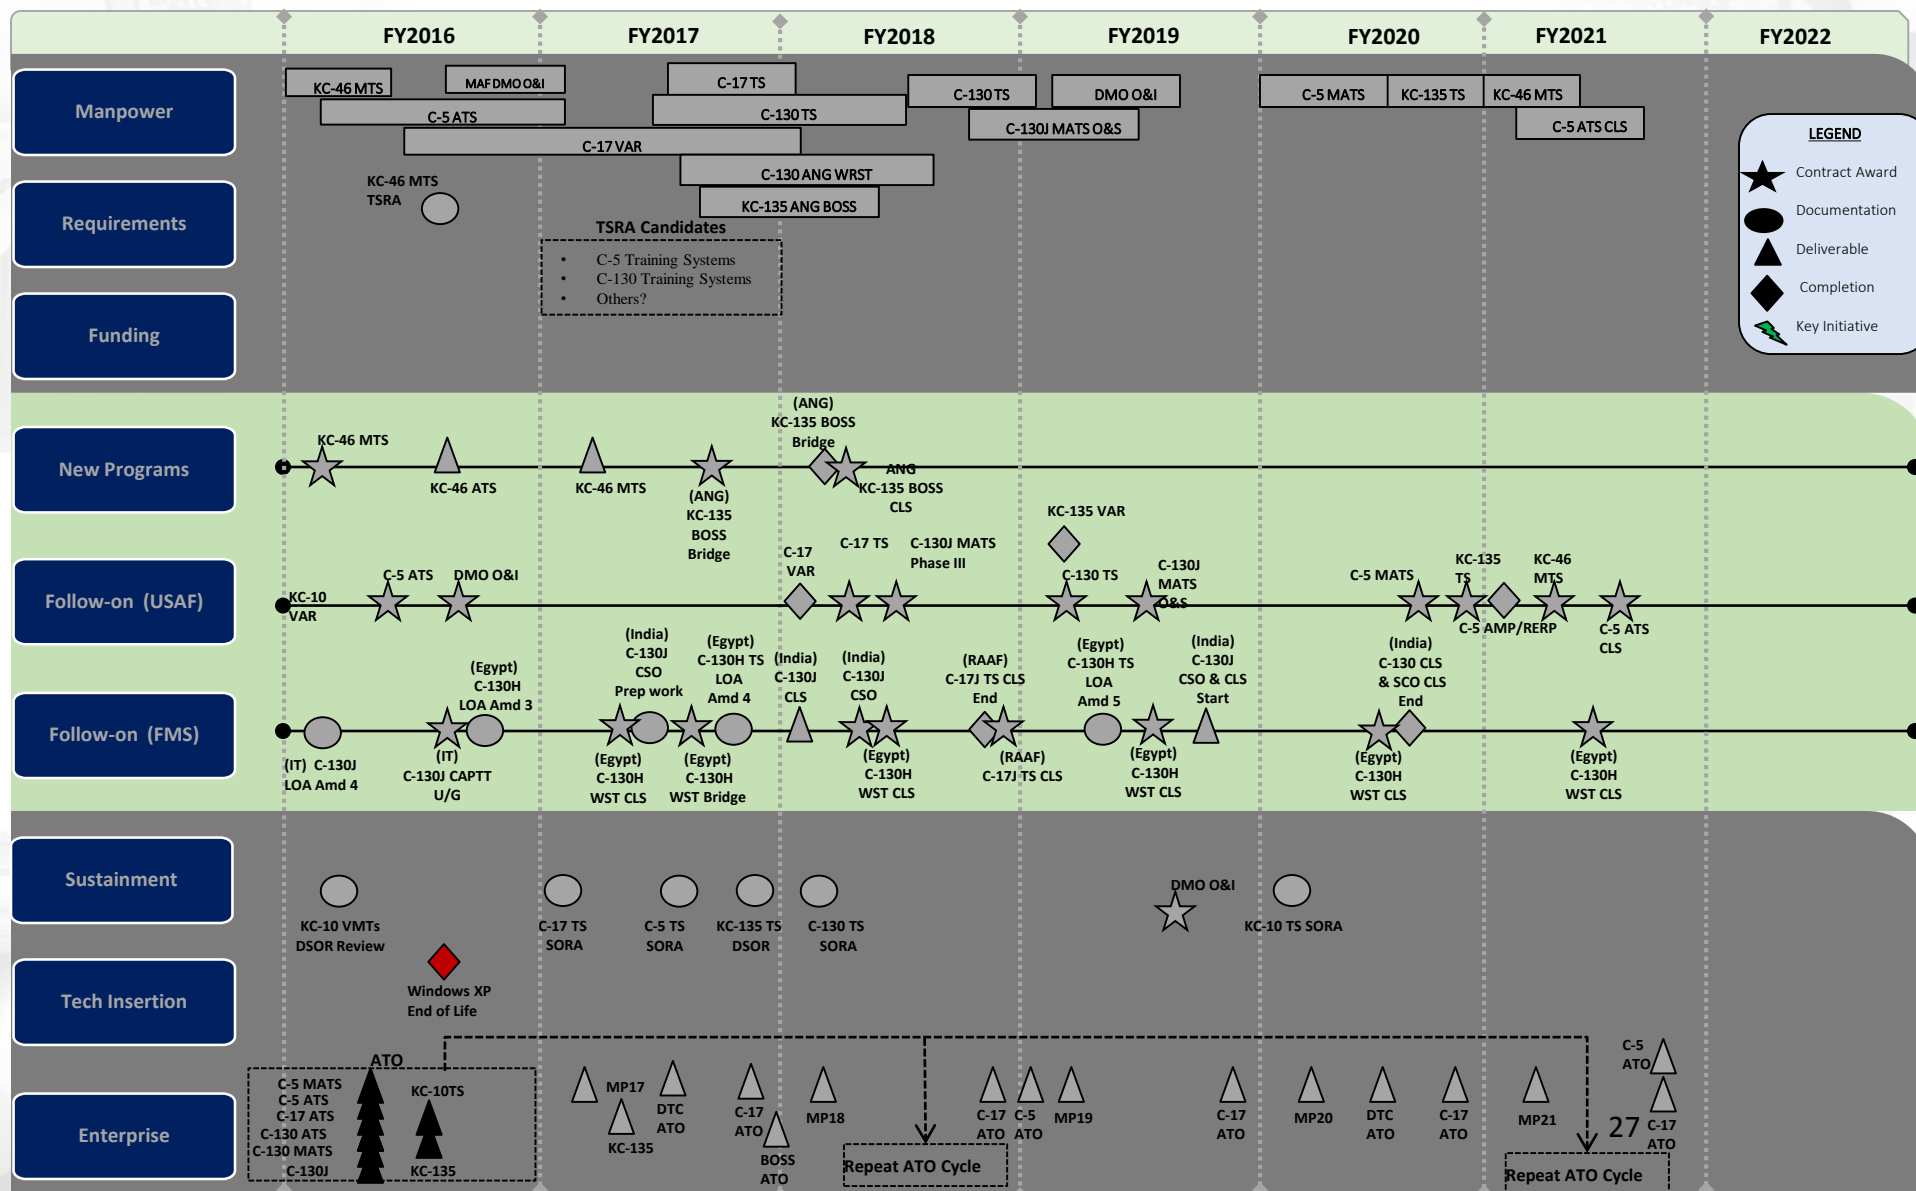 FY2016
FY2017
FY2018
FY2019
FY2020
FY2021
FY2022
Manpower
KC-46 MTS
MAF DMO O&I
C-17 TS
C-130 TS
DMO O&I
C-5 MATS
KC-135 TS
KC-46 MTS
C-5 ATS
C-130 TS
C-130J MATS O&S
C-5 ATS CLS
C-17 VAR
C-130 ANG WRST
KC-135 ANG BOSS
LEGEND
Contract Award
Documentation
Deliverable
Completion
Key Initiative
Requirements
KC-46 MTS
TSRA
TSRA Candidates
• C-5 Training Systems
• C-130 Training Systems
• Others?
Funding
New Programs
KC-46 MTS
KC-46 ATS
KC-46 MTS
(ANG)
KC-135
BOSS
Bridge
(ANG)
KC-135 BOSS
Bridge
ANG
KC-135 BOSS
CLS
Follow-on (USAF)
KC-10
VAR
C-5 ATS
DMO O&I
C-17
VAR
C-17 TS
C-130J MATS
Phase III
KC-135 VAR
C-130 TS
C-130J
MATS
O&S
C-5 MATS
KC-135
TS
C-5 AMP/RERP
KC-46
MTS
C-5 ATS
CLS
Follow-on (FMS)
(IT) C-130J
LOA Amd 4
(Egypt)
C-130H
LOA Amd 3
(IT)
C-130J CAPTT
U/G
(India)
C-130J
CSO
Prep work
(Egypt)
C-130H
WST CLS
(Egypt)
C-130H TS
LOA
Amd 4
(Egypt)
C-130H
WST Bridge
(India)
C-130J
CLS
(India)
C-130J
CSO
(Egypt)
C-130H
WST CLS
(RAAF)
C-17J TS CLS
End
(RAAF)
C-17J TS CLS
(Egypt)
C-130H TS
LOA
Amd 5
(Egypt)
C-130H
WST CLS
(India)
C-130J
CSO & CLS
Start
(India)
C-130 CLS
& SCO CLS
End
(Egypt)
C-130H
WST CLS
(Egypt)
C-130H
WST CLS
Sustainment
KC-10 VMTs
DSOR Review
C-17 TS
SORA
C-5 TS
SORA
KC-135 TS
DSOR
C-130 TS
SORA
DMO O&I
KC-10 TS SORA
Tech Insertion
Windows XP
End of Life
Enterprise
ATO
C-5 MATS
C-5 ATS
C-17 ATS
C-130 ATS
C-130 MATS
C-130J
KC-10TS
KC-135
MP17
KC-135
DTC
ATO
C-17
ATO
BOSS
ATO
MP18
Repeat ATO Cycle
C-17
ATO
C-5
ATO
MP19
C-17
ATO
MP20
DTC
ATO
C-17
ATO
MP21
C-5
ATO
27
C-17
ATO
Repeat ATO Cycle